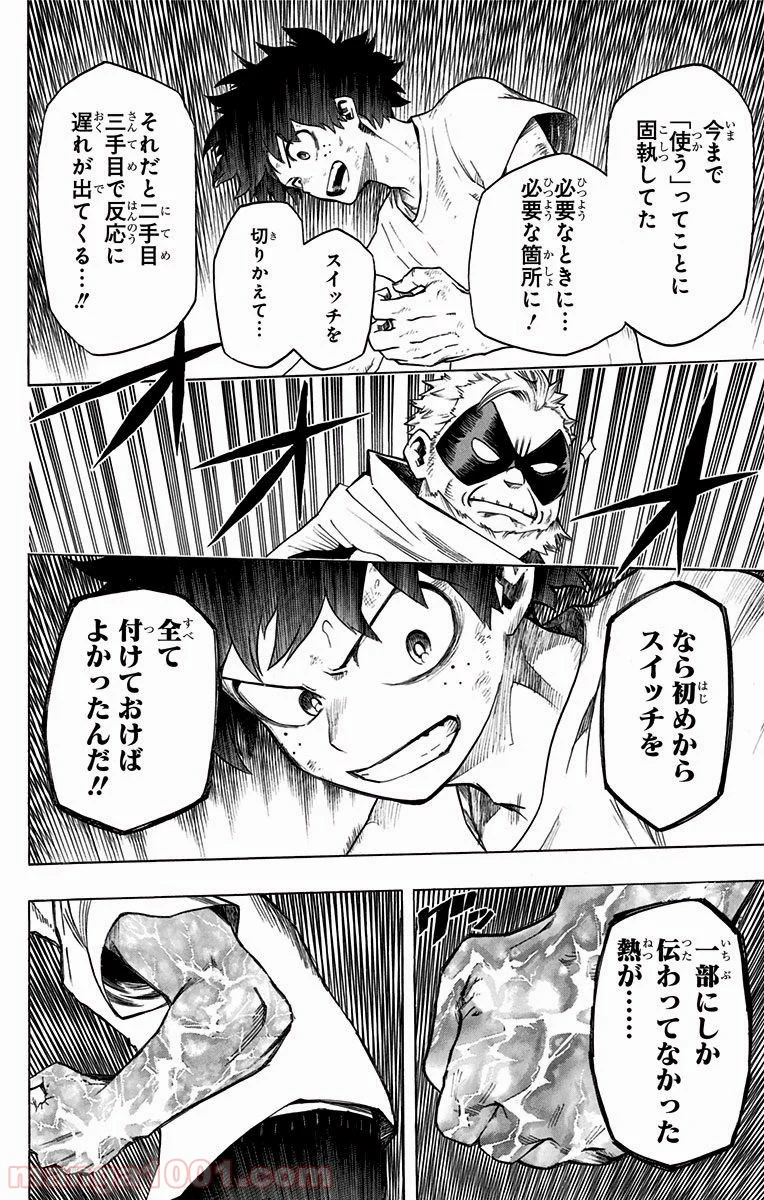 今まで
「使う」ってことに
固執してた
必要なときに…
必要な箇所に！
スイッチを
切りかえて…
それだと二手目
三手目で反応に
遅れが出てくる…!!
なら初めから
スイッチを
全て
付けておけば
よかったんだ!!
一部にしか
伝わってなかった
熱が……
グッ
mangu1001.com